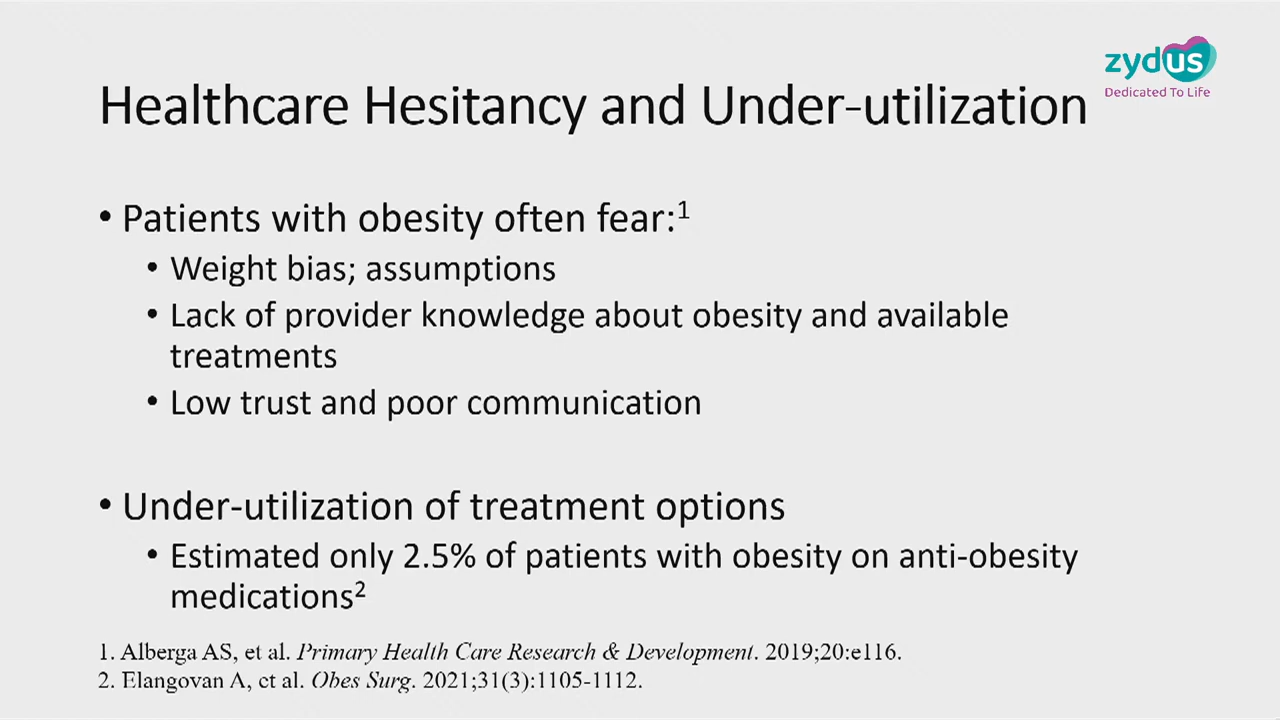 zydus
Dedicated To Life
Healthcare Hesitancy and Under-utilization
• Patients with obesity often fear:1
• Weight bias; assumptions
• Lack of provider knowledge about obesity and available
treatments
• Low trust and poor communication
• Under-utilization of treatment options
• Estimated only 2.5% of patients with obesity on anti-obesity
medications2
1. Alberga AS, et al. Primary Health Care Research & Development. 2019;20:e116.
2. Elangovan A, et al. Obes Surg. 2021;31(3):1105-1112.